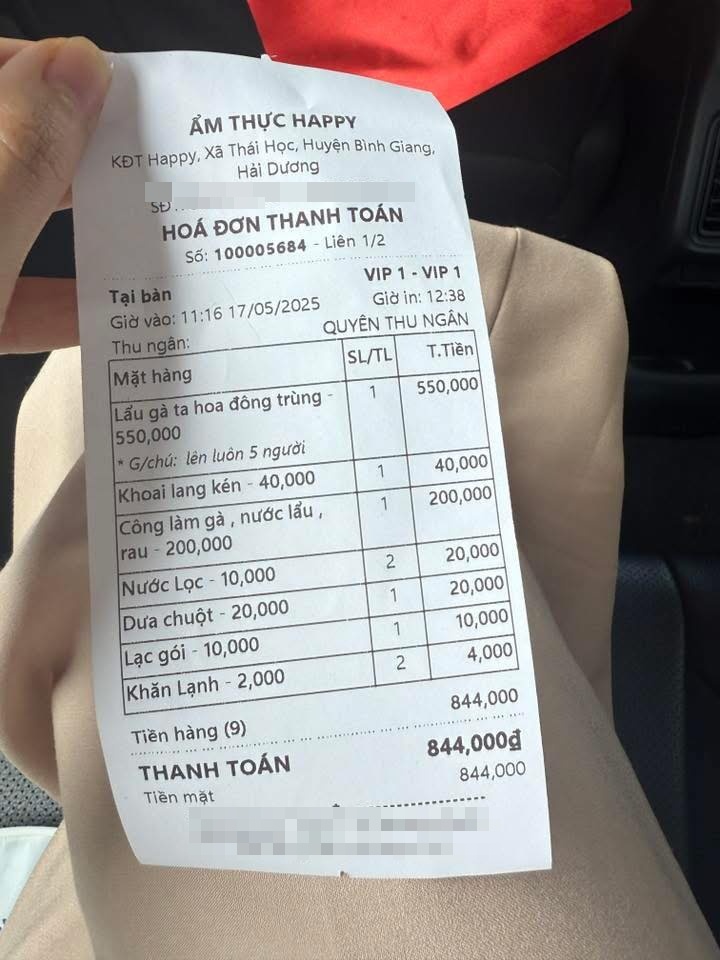 ẨM THỰC HAPPY
KĐT Happy, Xã Thái Học, Huyện Bình Giang,
Hải Dương
HOÁ ĐƠN THANH TOÁN
Số: 100005684 - Liên 1/2
Tại bàn VIP 1 - VIP 1
Giờ vào: 11:16 17/05/2025 Giờ in: 12:38
Thu ngân: QUYÊN THU NGÂN
Mặt hàng SL/TL T.Tiền
Lẩu gà ta hoa đông trùng - 1 550,000
550,000
* G/chú: lên luôn 5 người
Khoai lang kén - 40,000 1 40,000
Công làm gà , nước lẩu , 1 200,000
rau - 200,000
Nước Lọc - 10,000 2 20,000
Dưa chuột - 20,000 1 20,000
Lạc gói - 10,000 1 10,000
Khăn Lạnh - 2,000 2 4,000
Tiền hàng (9) 844,000
THANH TOÁN 844,000₫
Tiền mặt 844,000